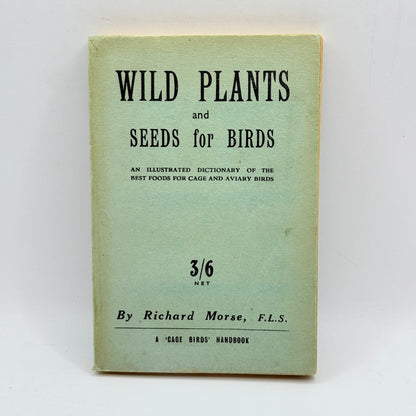 WILD PLANTS
and
SEEDS for BIRDS
AN ILLUSTRATED DICTIONARY OF THE
BEST FOODS FOR CAGE AND AVIARY BIRDS
3/6
NET
By Richard Morse, F.L.S.
A 'CAGE BIRDS' HANDBOOK